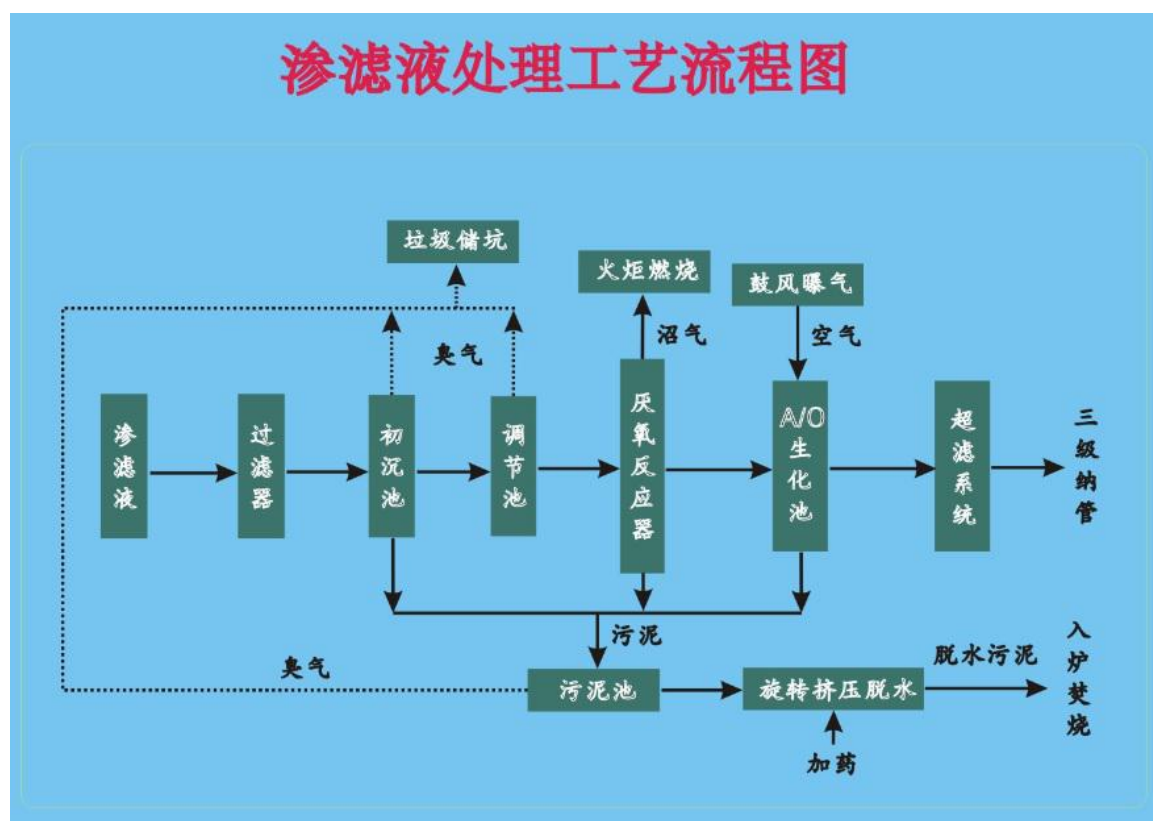 渗滤液处理工艺流程图
垃圾储坑
火炬燃烧
鼓风曝气
臭气
沼气
空气
渗滤液
过滤器
初沉池
调节池
厌氧反应器
A/O生化池
超滤系统
三级纳管
污泥
臭气
污泥池
旋转挤压脱水
脱水污泥
入炉焚烧
加药